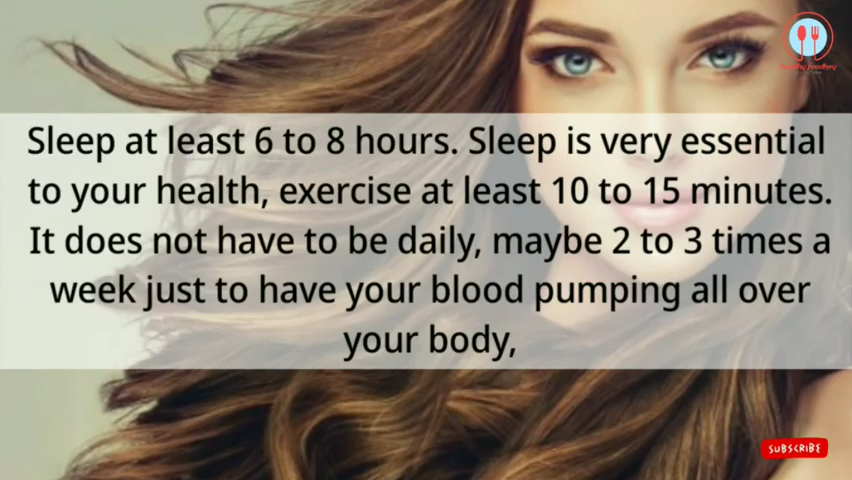 Sleep at least 6 to 8 hours. Sleep is very essential
to your health, exercise at least 10 to 15 minutes.
It does not have to be daily, maybe 2 to 3 times a
week just to have your blood pumping all over
your body,
SUBSCRIBE